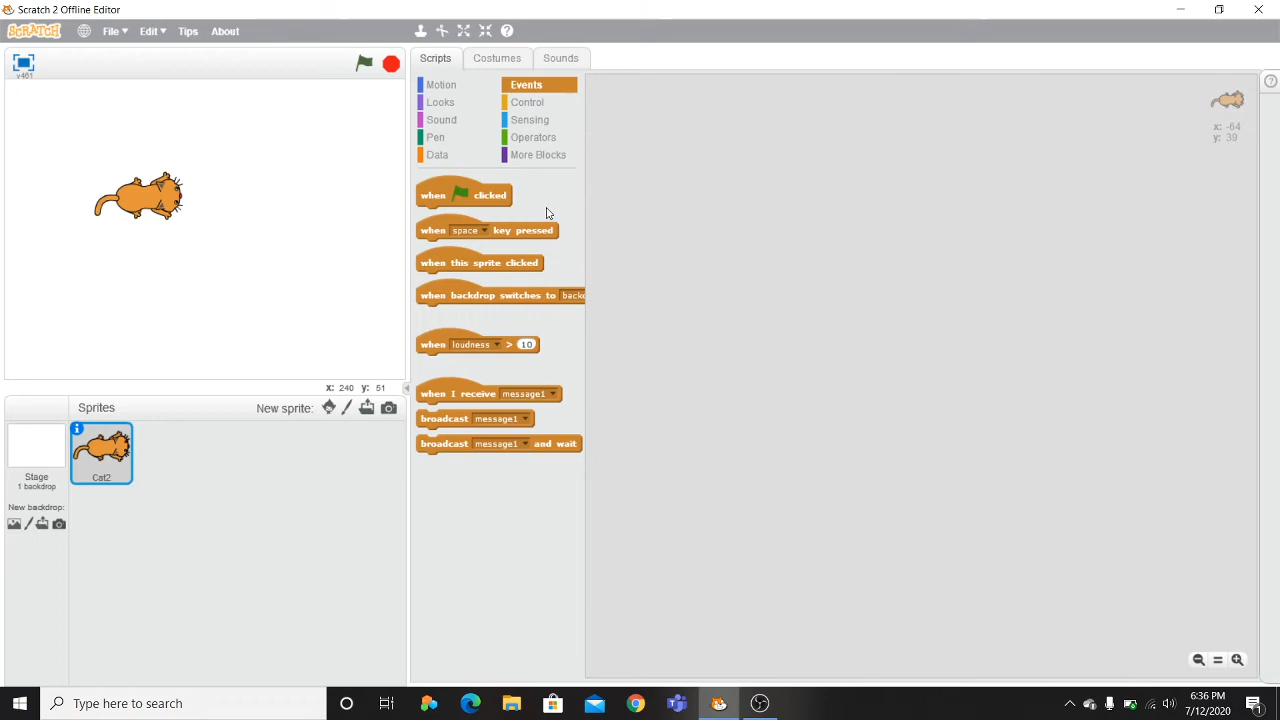 Scratch 2 Offline Editor
SCRATCH File Edit Tips About
v461
Scripts Costumes Sounds
Motion Events
Looks Control
Sound Sensing
Pen Operators
Data More Blocks
x: -64
y: 39
when clicked
when space key pressed
when this sprite clicked
when backdrop switches to backd
when loudness > 10
when I receive message1
broadcast message1
broadcast message1 and wait
x: 240 y: 51
Sprites New sprite:
Stage
1 backdrop
New backdrop:
Cat2
Type here to search
6:36 PM
7/12/2020